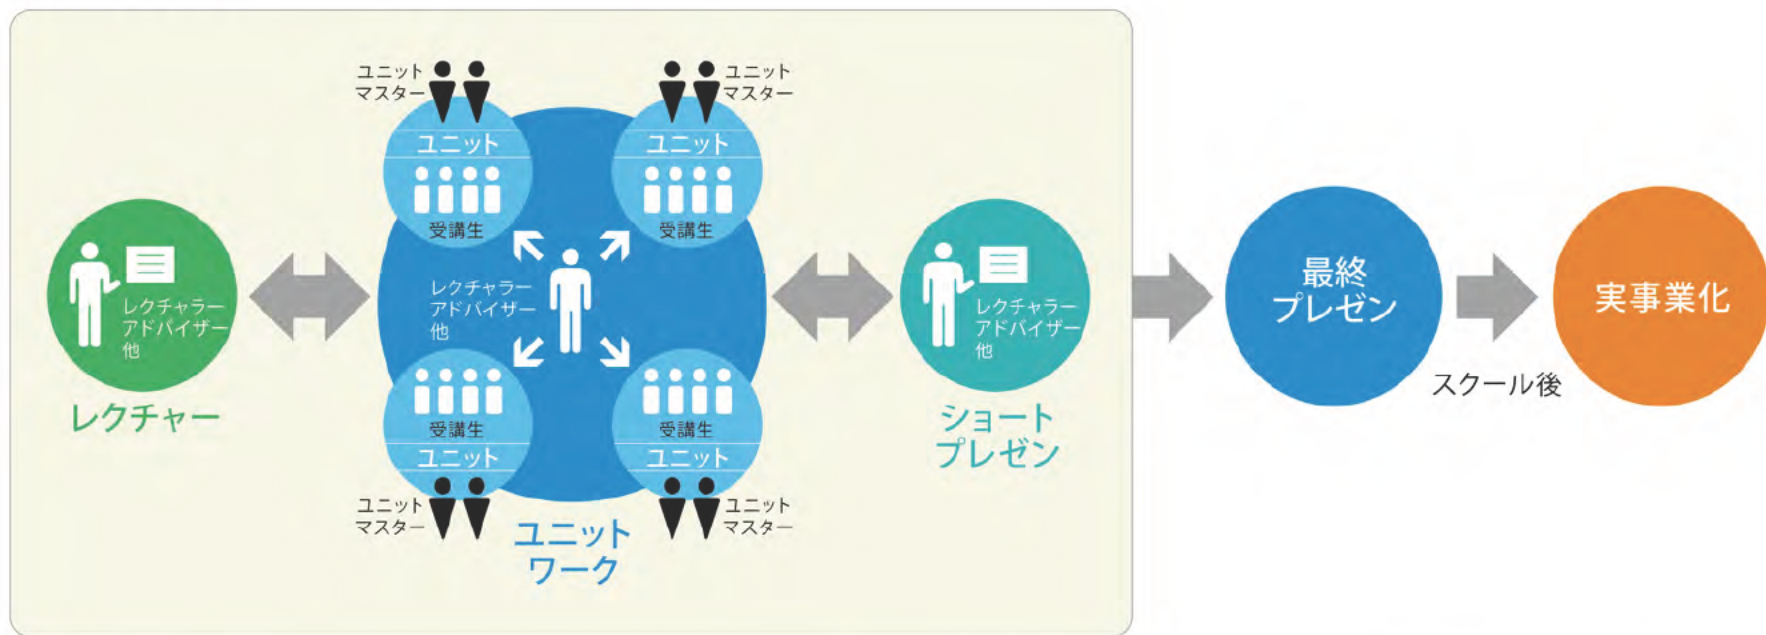 レクチャラー
アドバイザー
他
レクチャー
ユニット
マスター
ユニット
受講生
ユニット
マスター
ユニット
受講生
レクチャラー
アドバイザー
他
受講生
ユニット
ユニット
マスター
受講生
ユニット
ユニット
マスター
ユニット
ワーク
レクチャラー
アドバイザー
他
ショート
プレゼン
最終
プレゼン
スクール後
実事業化